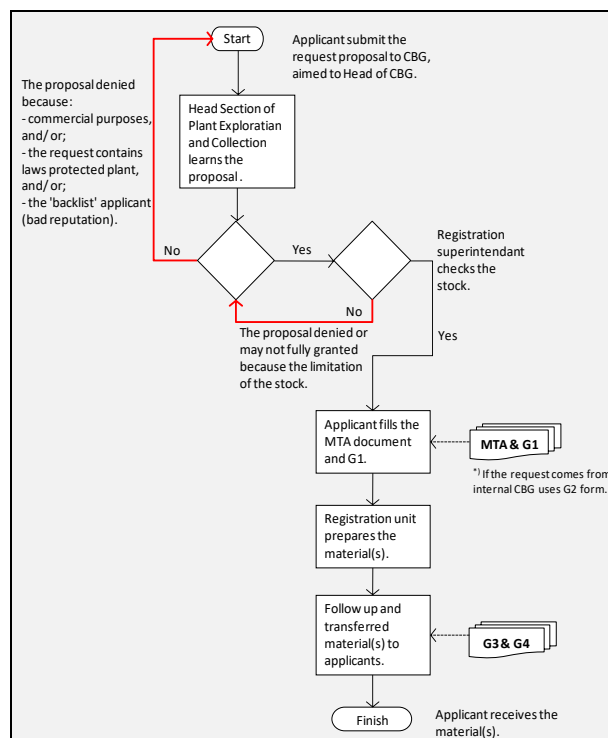 Start
Applicant submit the
request proposal to CBG,
aimed to Head of CBG.
The proposal denied
because:
- commercial purposes,
and/or;
- the request contains
laws protected plant,
and/or;
- the 'backlist' applicant
(bad reputation).
Head Section of
Plant Exploration
and Collection
learns the
proposal.
No
Yes
Registration
superintendant
checks the
stock.
No
The proposal denied or
may not fully granted
because the limitation
of the stock.
Yes
Applicant fills the
MTA document
and G1.
MTA & G1
*) If the request comes from
internal CBG uses G2 form.
Registration unit
prepares the
material(s).
Follow up and
transferred
material(s) to
applicants.
G3 & G4
Finish
Applicant receives the
material(s).